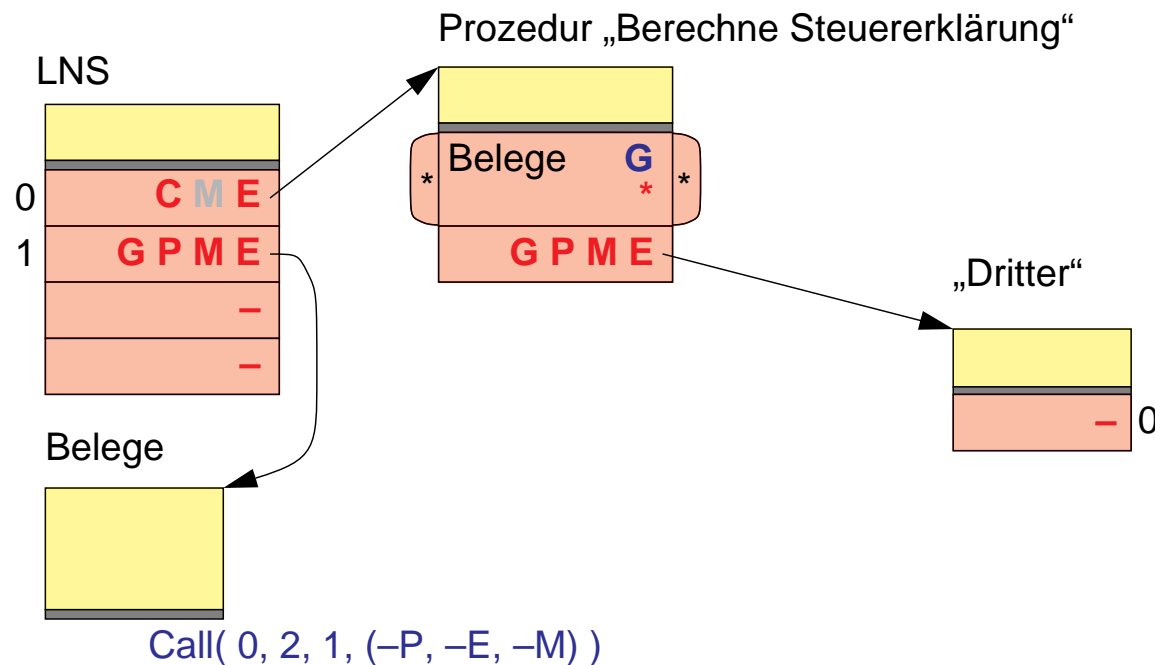 Prozedur „Berechne Steuererklärung“
LNS
Belege G
* * *
0 C M E
1 G P M E
G P M E
„Dritter“
–
–
– 0
Belege
Call( 0, 2, 1, (–P, –E, –M) )